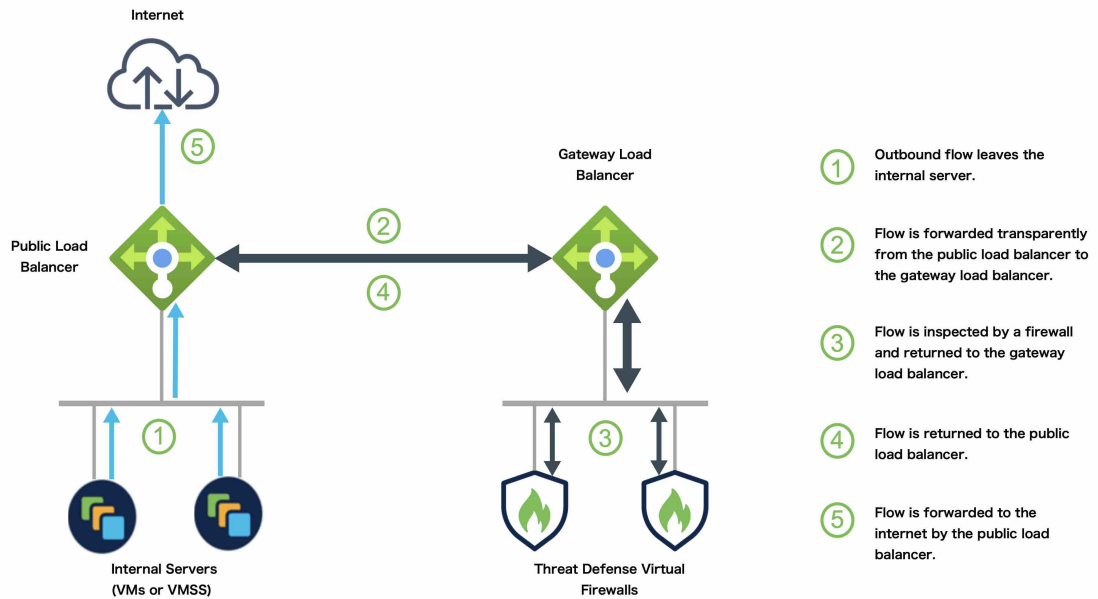 Internet
5
Gateway Load
Balancer
2
Public Load
Balancer
4
1
3
Internal Servers
(VMs or VMSS)
Threat Defense Virtual
Firewalls
1
Outbound flow leaves the
internal server.
2
Flow is forwarded transparently
from the public load balancer to
the gateway load balancer.
3
Flow is inspected by a firewall
and returned to the gateway
load balancer.
4
Flow is returned to the public
load balancer.
5
Flow is forwarded to the
internet by the public load
balancer.